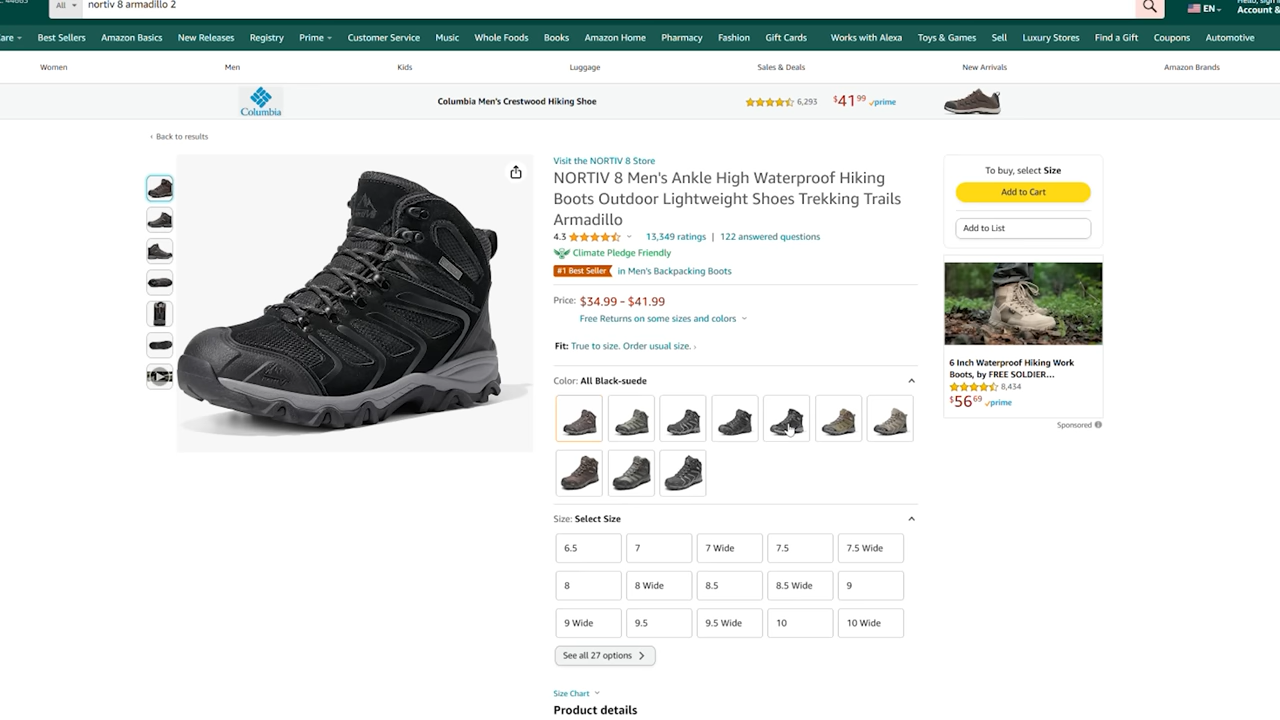 All
nortiv 8 armadillo 2
EN
Hello, sign i
Account &
are
Best Sellers
Amazon Basics
New Releases
Registry
Prime
Customer Service
Music
Whole Foods
Books
Amazon Home
Pharmacy
Fashion
Gift Cards
Works with Alexa
Toys & Games
Sell
Luxury Stores
Find a Gift
Coupons
Automotive
Women
Men
Kids
Luggage
Sales & Deals
New Arrivals
Amazon Brands
Columbia
Columbia Men's Crestwood Hiking Shoe
6,293
$41 99 prime
‹ Back to results
Visit the NORTIV 8 Store
NORTIV 8 Men's Ankle High Waterproof Hiking
Boots Outdoor Lightweight Shoes Trekking Trails
Armadillo
4.3
13,349 ratings | 122 answered questions
Climate Pledge Friendly
#1 Best Seller in Men's Backpacking Boots
Price: $34.99 - $41.99
Free Returns on some sizes and colors
Fit: True to size. Order usual size. ›
Color: All Black-suede
Size: Select Size
6.5
7
7 Wide
7.5
7.5 Wide
8
8 Wide
8.5
8.5 Wide
9
9 Wide
9.5
9.5 Wide
10
10 Wide
See all 27 options
Size Chart
Product details
To buy, select Size
Add to Cart
Add to List
6 Inch Waterproof Hiking Work
Boots, by FREE SOLDIER...
8,434
$56 69 prime
Sponsored